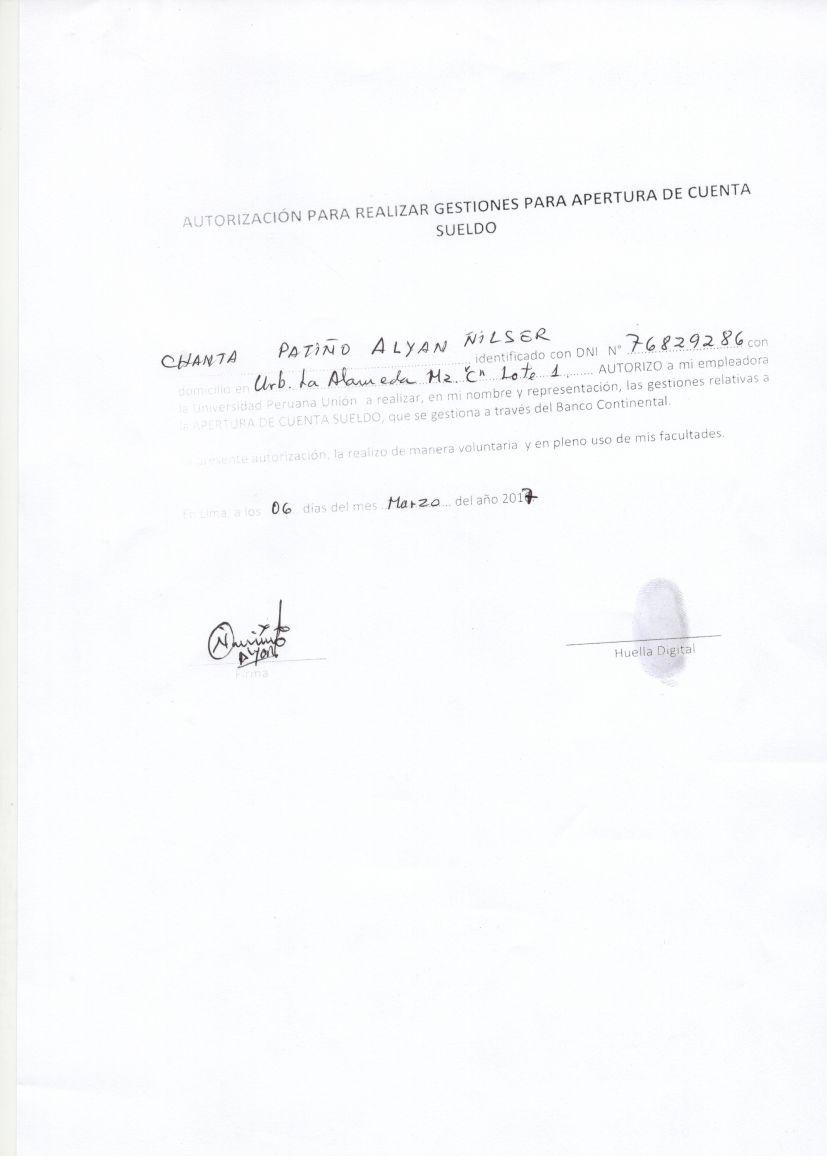 AUTORIZACIÓN PARA REALIZAR GESTIONES PARA APERTURA DE CUENTA
SUELDO
CHANTA PATIÑO ALYAN ÑILSER identificado con DNI N° 76829286 con
domicilio en Urb. La Alameda Mz. "C" Lote 1 ....... AUTORIZO a mi empleadora
la Universidad Peruana Unión a realizar, en mi nombre y representación, las gestiones relativas a
la APERTURA DE CUENTA SUELDO, que se gestiona a través del Banco Continental.
La presente autorización, la realizo de manera voluntaria y en pleno uso de mis facultades.
En Lima, a los 06 días del mes Marzo del año 2017
Alyan
Firma
Huella Digital